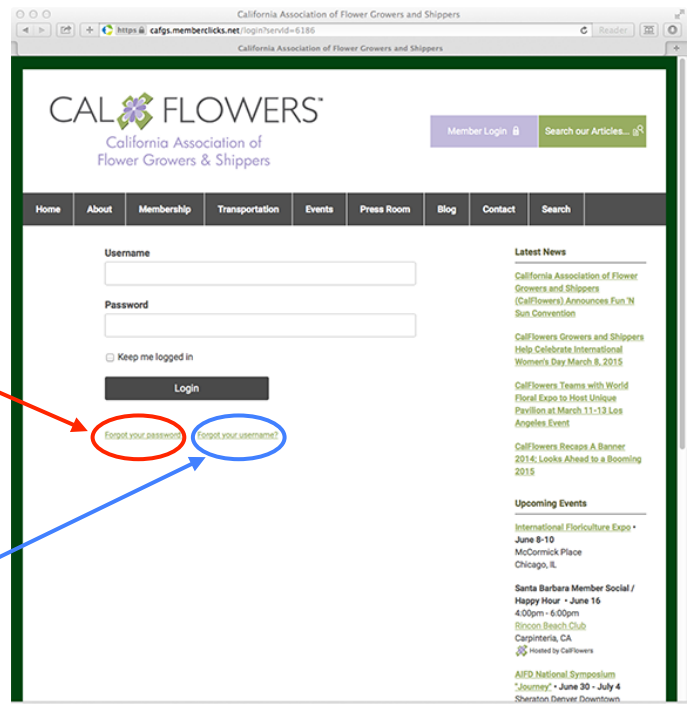 California Association of Flower Growers and Shippers
https cafgs.memberclicks.net/login?servId=6186
Reader
California Association of Flower Growers and Shippers
CAL FLOWERS
California Association of
Flower Growers & Shippers
Member Login
Search our Articles...
Home About Membership Transportation Events Press Room Blog Contact Search
Username
Password
Keep me logged in
Login
Forgot your password? Forgot your username?
Latest News
California Association of Flower
Growers and Shippers
(CalFlowers) Announces Fun 'N
Sun Convention
CalFlowers Growers and Shippers
Help Celebrate International
Women's Day March 8, 2015
CalFlowers Teams with World
Floral Expo to Host Unique
Pavilion at March 11-13 Los
Angeles Event
CalFlowers Recaps A Banner
2014; Looks Ahead to a Booming
2015
Upcoming Events
International Floriculture Expo •
June 8-10
McCormick Place
Chicago, IL
Santa Barbara Member Social /
Happy Hour • June 16
4:00pm - 6:00pm
Rincon Beach Club
Carpinteria, CA
Hosted by CalFlowers
AIFD National Symposium
"Journey" • June 30 - July 4
Sheraton Denver Downtown